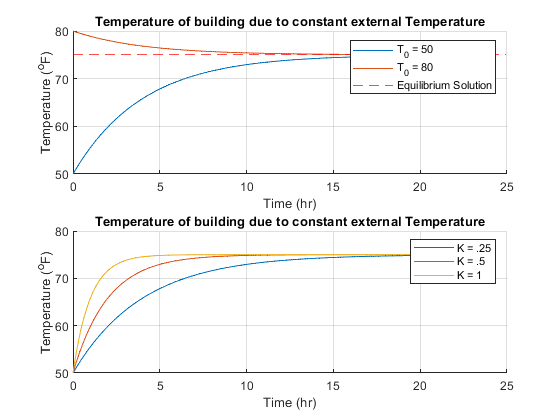 Temperature of building due to constant external Temperature
80
70
60
50
Temperature (°F)
T0 = 50
T0 = 80
Equilibrium Solution
0 5 10 15 20 25
Time (hr)
Temperature of building due to constant external Temperature
80
70
60
50
Temperature (°F)
K = .25
K = .5
K = 1
0 5 10 15 20 25
Time (hr)